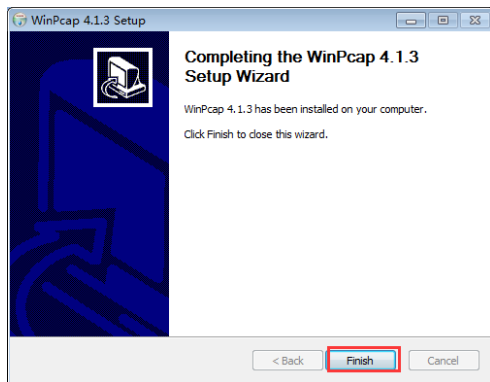 WinPcap 4.1.3 Setup
Completing the WinPcap 4.1.3
Setup Wizard
WinPcap 4.1.3 has been installed on your computer.
Click Finish to close this wizard.
< Back
Finish
Cancel